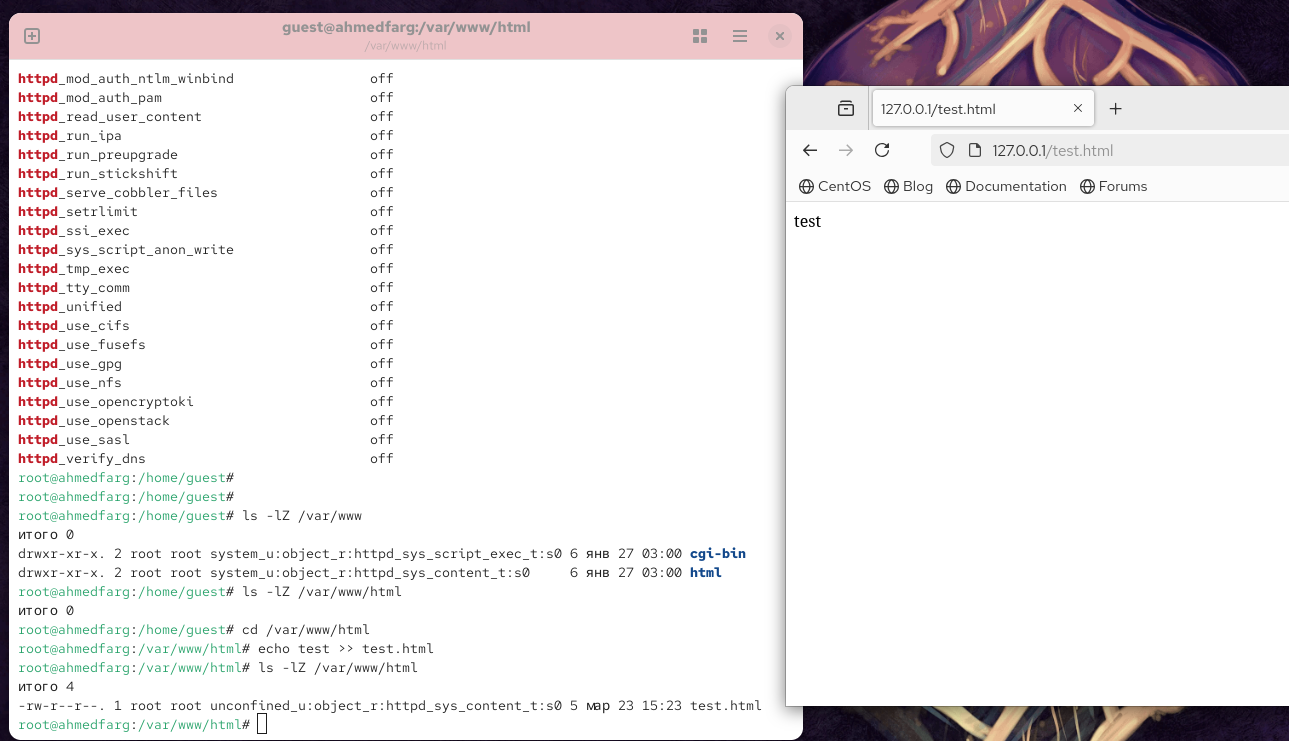 guest@ahmedfarg:/var/www/html
/var/www/html
httpd_mod_auth_ntlm_winbind off
httpd_mod_auth_pam off
httpd_read_user_content off
httpd_run_ipa off
httpd_run_preupgrade off
httpd_run_stickshift off
httpd_serve_cobbler_files off
httpd_setrlimit off
httpd_ssi_exec off
httpd_sys_script_anon_write off
httpd_tmp_exec off
httpd_tty_comm off
httpd_unified off
httpd_use_cifs off
httpd_use_fusefs off
httpd_use_gpg off
httpd_use_nfs off
httpd_use_opencryptoki off
httpd_use_openstack off
httpd_use_sasl off
httpd_verify_dns off
root@ahmedfarg:/home/guest#
root@ahmedfarg:/home/guest#
root@ahmedfarg:/home/guest# ls -lZ /var/www
итого 0
drwxr-xr-x. 2 root root system_u:object_r:httpd_sys_script_exec_t:s0 6 янв 27 03:00 cgi-bin
drwxr-xr-x. 2 root root system_u:object_r:httpd_sys_content_t:s0 6 янв 27 03:00 html
root@ahmedfarg:/home/guest# ls -lZ /var/www/html
итого 0
root@ahmedfarg:/home/guest# cd /var/www/html
root@ahmedfarg:/var/www/html# echo test >> test.html
root@ahmedfarg:/var/www/html# ls -lZ /var/www/html
итого 4
-rw-r--r--. 1 root root unconfined_u:object_r:httpd_sys_content_t:s0 5 мар 23 15:23 test.html
root@ahmedfarg:/var/www/html#
127.0.0.1/test.html
127.0.0.1/test.html
CentOS Blog Documentation Forums
test